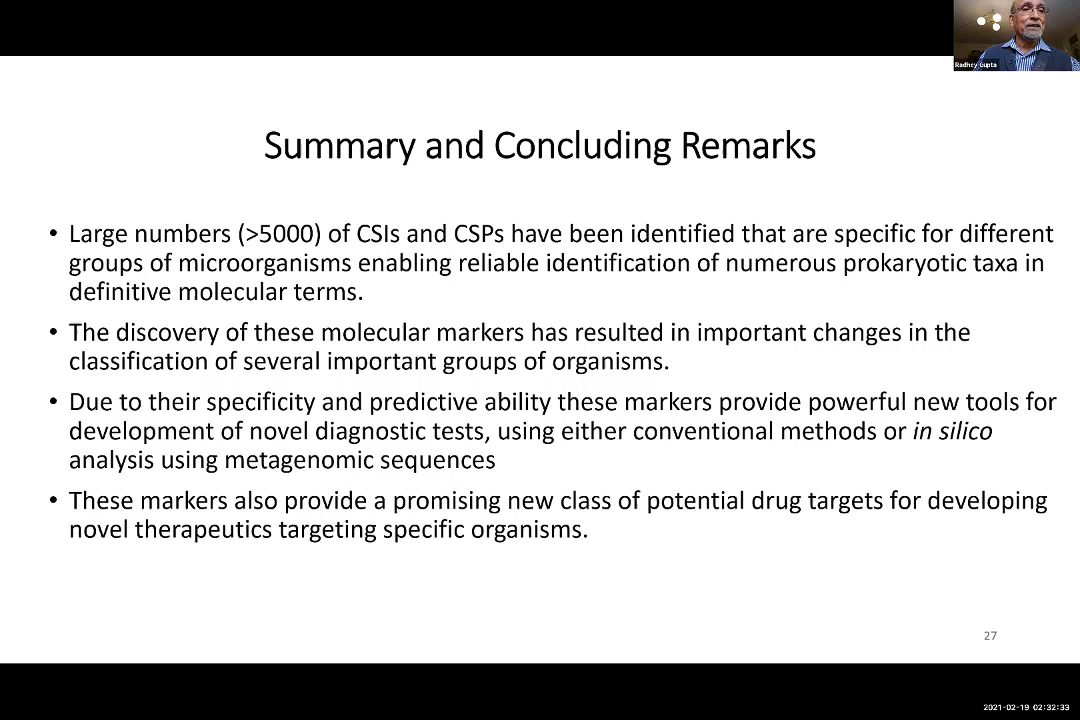 Radhey Gupta
Summary and Concluding Remarks
• Large numbers (>5000) of CSIs and CSPs have been identified that are specific for different
groups of microorganisms enabling reliable identification of numerous prokaryotic taxa in
definitive molecular terms.
• The discovery of these molecular markers has resulted in important changes in the
classification of several important groups of organisms.
• Due to their specificity and predictive ability these markers provide powerful new tools for
development of novel diagnostic tests, using either conventional methods or in silico
analysis using metagenomic sequences
• These markers also provide a promising new class of potential drug targets for developing
novel therapeutics targeting specific organisms.
27
2021-02-19 02:32:33